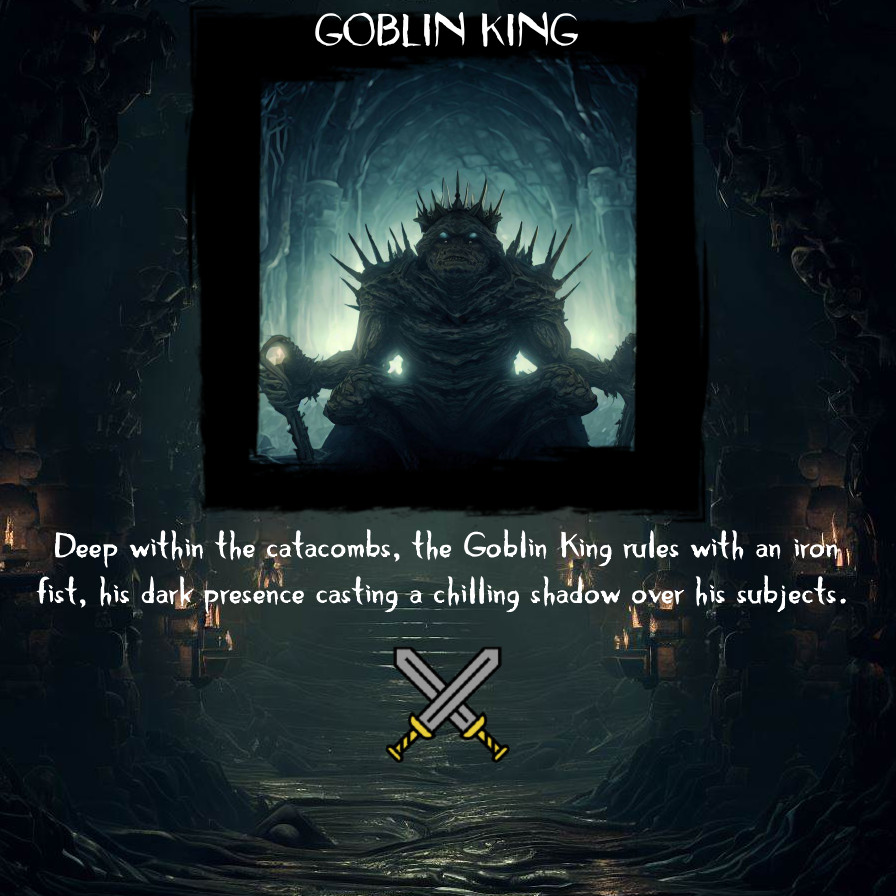 GOBLIN KING
Deep within the catacombs, the Goblin King rules with an iron
fist, his dark presence casting a chilling shadow over his subjects.